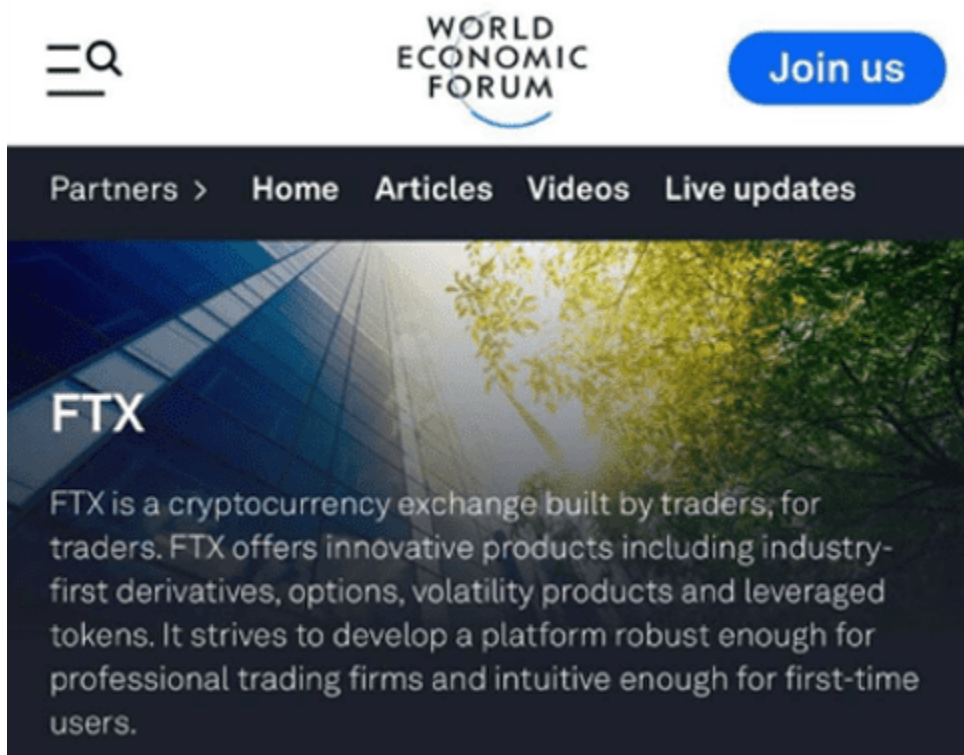 WORLD
ECONOMIC
FORUM
Join us
Partners > Home Articles Videos Live updates
FTX
FTX is a cryptocurrency exchange built by traders, for
traders. FTX offers innovative products including industry-
first derivatives, options, volatility products and leveraged
tokens. It strives to develop a platform robust enough for
professional trading firms and intuitive enough for first-time
users.